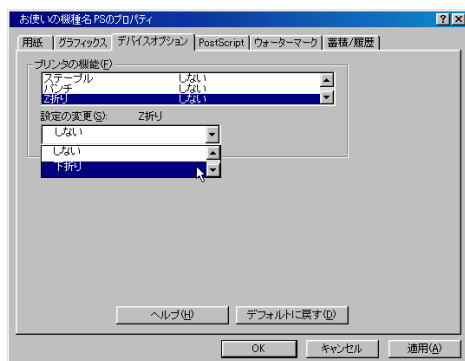 お使いの機種名 PSのプロパティ
用紙 グラフィックス デバイスオプション PostScript ウォーターマーク 蓄積/履歴
プリンタの機能(F)
ステープル しない
パンチ しない
Z折り しない
設定の変更(S): Z折り
しない
しない
下折り
ヘルプ(H) デフォルトに戻す(D)
OK キャンセル 適用(A)